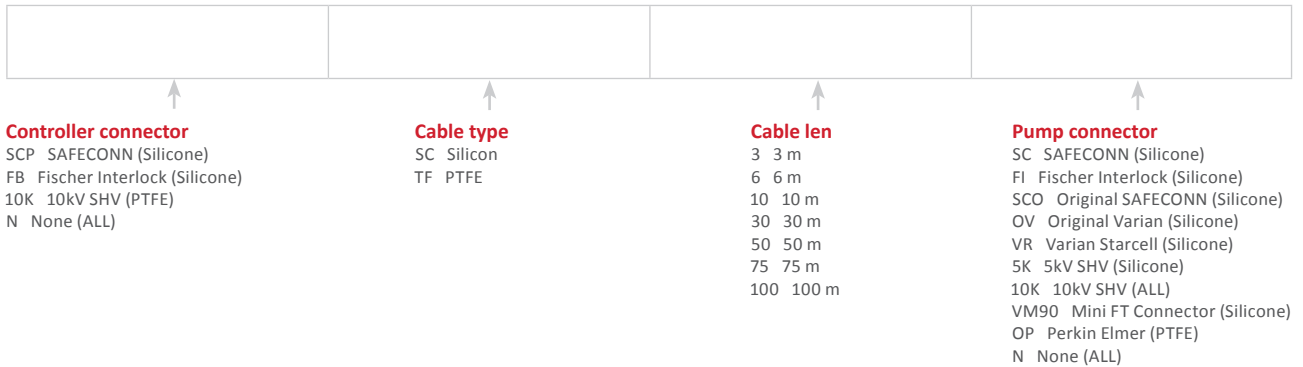 Controller connector
SCP SAFECONN (Silicone)
FB Fischer Interlock (Silicone)
10K 10kV SHV (PTFE)
N None (ALL)
Cable type
SC Silicon
TF PTFE
Cable len
3 3 m
6 6 m
10 10 m
30 30 m
50 50 m
75 75 m
100 100 m
Pump connector
SC SAFECONN (Silicone)
FI Fischer Interlock (Silicone)
SCO Original SAFECONN (Silicone)
OV Original Varian (Silicone)
VR Varian Starcell (Silicone)
5K 5kV SHV (Silicone)
10K 10kV SHV (ALL)
VM90 Mini FT Connector (Silicone)
OP Perkin Elmer (PTFE)
N None (ALL)